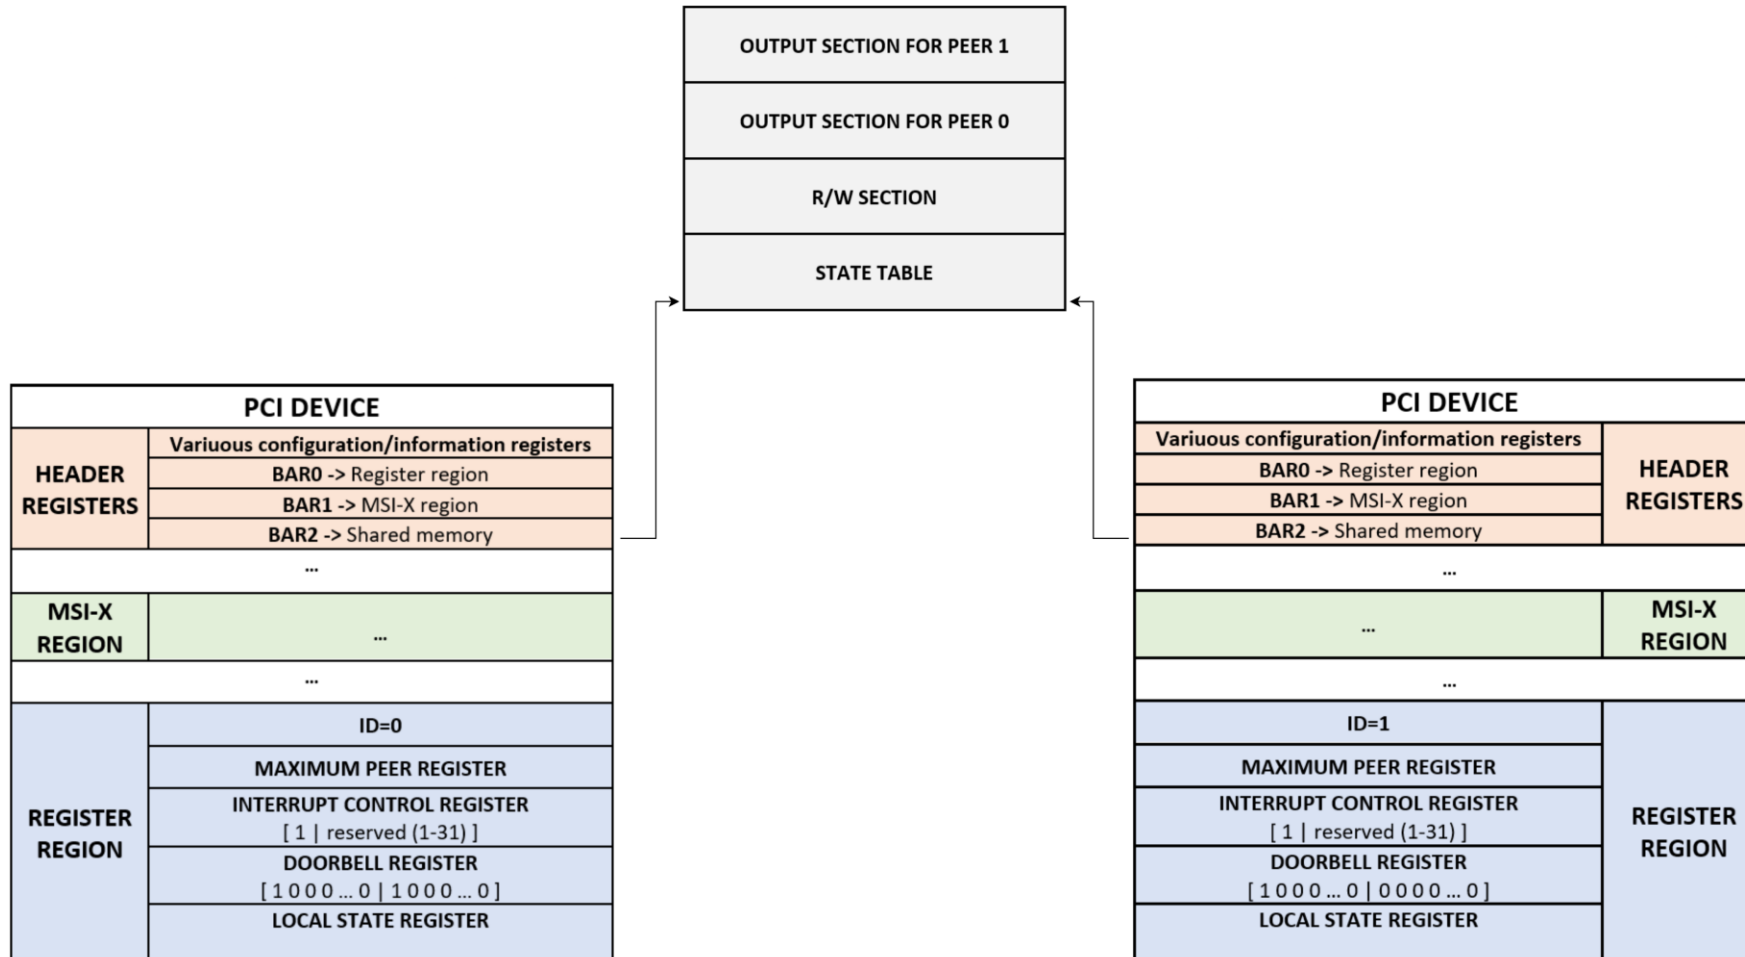 OUTPUT SECTION FOR PEER 1
OUTPUT SECTION FOR PEER 0
R/W SECTION
STATE TABLE
PCI DEVICE
HEADER
REGISTERS
Variuous configuration/information registers
BAR0 -> Register region
BAR1 -> MSI-X region
BAR2 -> Shared memory
...
MSI-X
REGION
...
...
REGISTER
REGION
ID=0
MAXIMUM PEER REGISTER
INTERRUPT CONTROL REGISTER
[ 1 | reserved (1-31) ]
DOORBELL REGISTER
[ 1 0 0 0 ... 0 | 1 0 0 0 ... 0 ]
LOCAL STATE REGISTER
PCI DEVICE
Variuous configuration/information registers
BAR0 -> Register region
BAR1 -> MSI-X region
BAR2 -> Shared memory
HEADER
REGISTERS
...
...
MSI-X
REGION
...
ID=1
MAXIMUM PEER REGISTER
INTERRUPT CONTROL REGISTER
[ 1 | reserved (1-31) ]
DOORBELL REGISTER
[ 1 0 0 0 ... 0 | 0 0 0 0 ... 0 ]
LOCAL STATE REGISTER
REGISTER
REGION